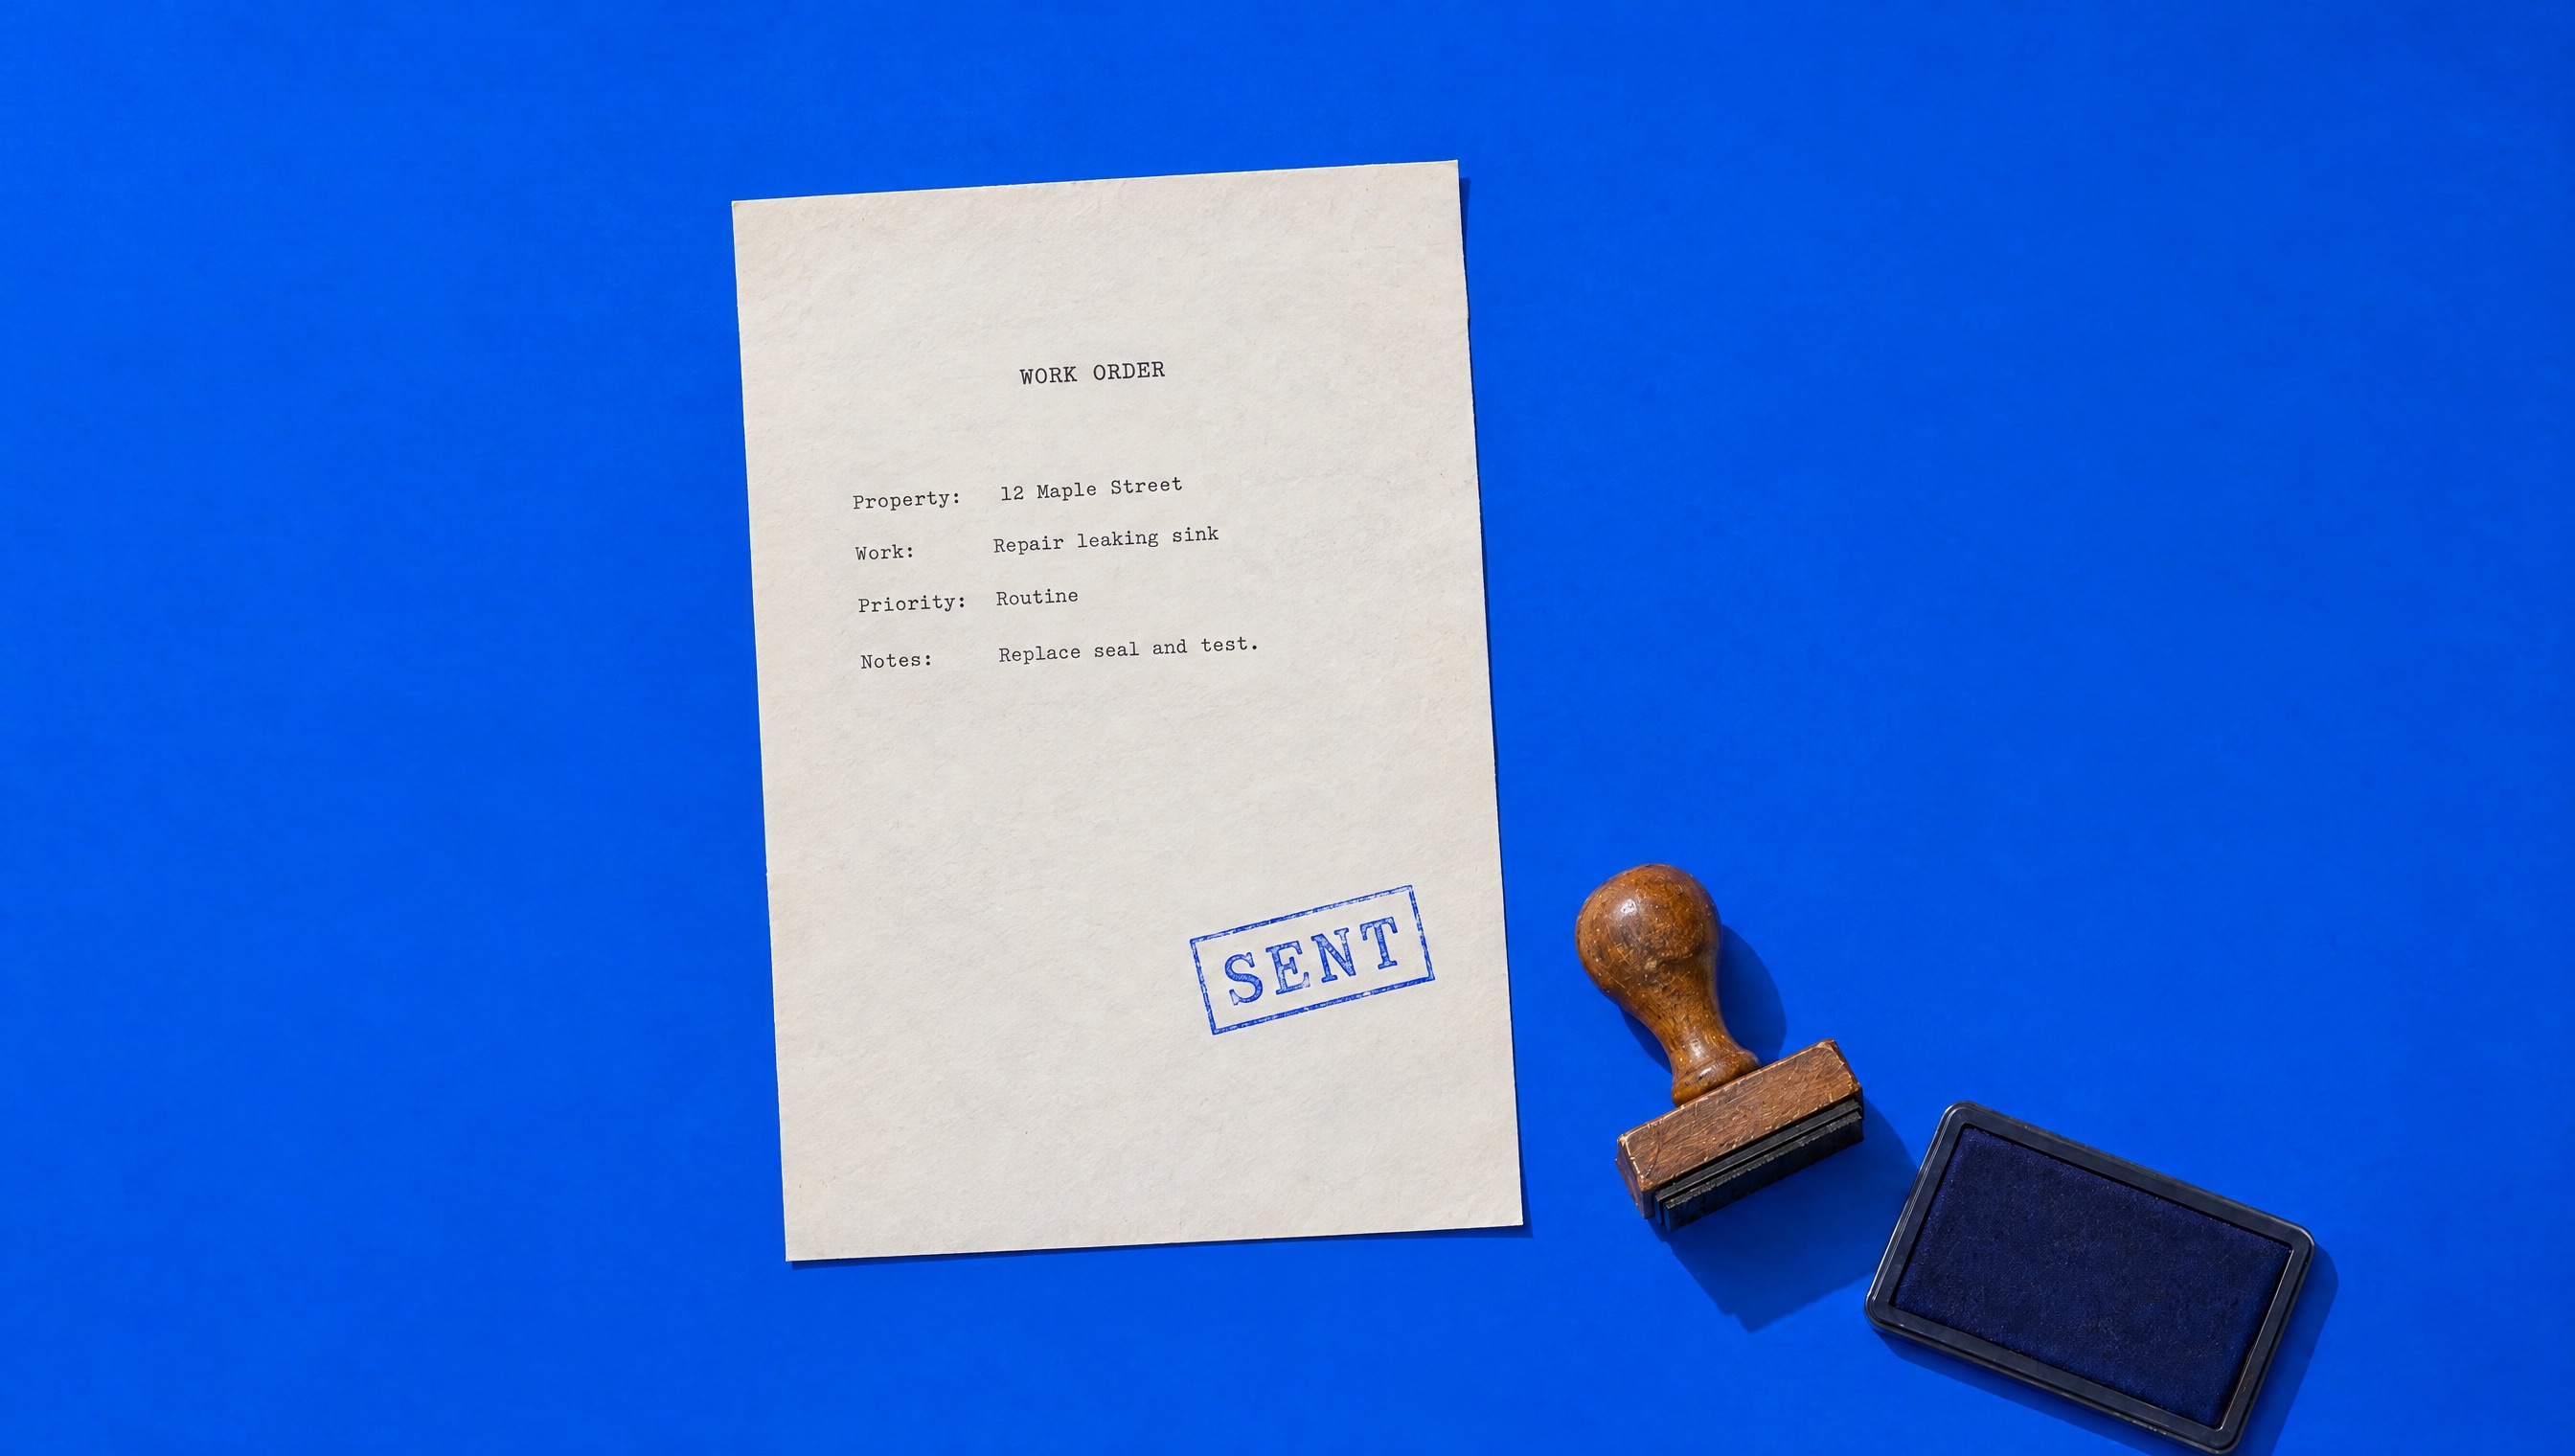 WORK ORDER
Property: 12 Maple Street
Work: Repair leaking sink
Priority: Routine
Notes: Replace seal and test.
SENT